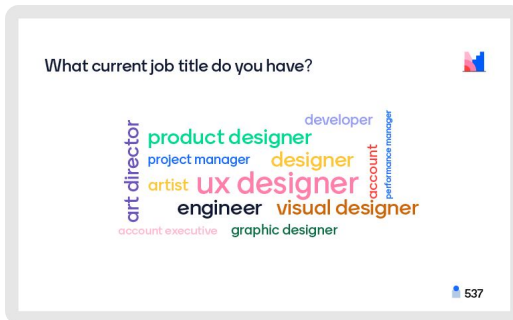 What current job title do you have?
developer
performance manager
art director
product designer
project manager
designer
account
artist
ux designer
engineer
visual designer
account executive
graphic designer
537